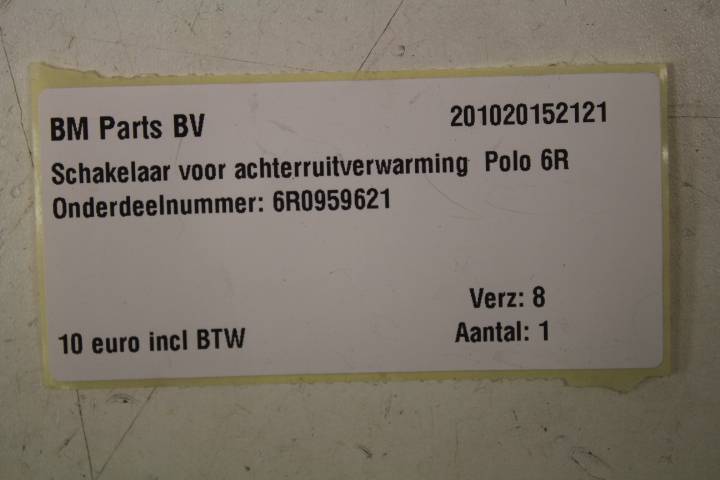 BM Parts BV 201020152121
Schakelaar voor achterruitverwarming Polo 6R
Onderdeelnummer: 6R0959621
Verz: 8
10 euro incl BTW Aantal: 1